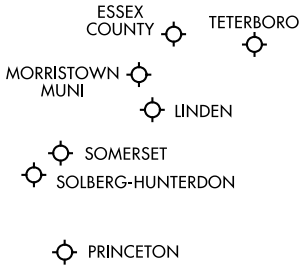 ESSEX
COUNTY
TETERBORO
MORRISTOWN
MUNI
LINDEN
SOMERSET
SOLBERG-HUNTERDON
PRINCETON